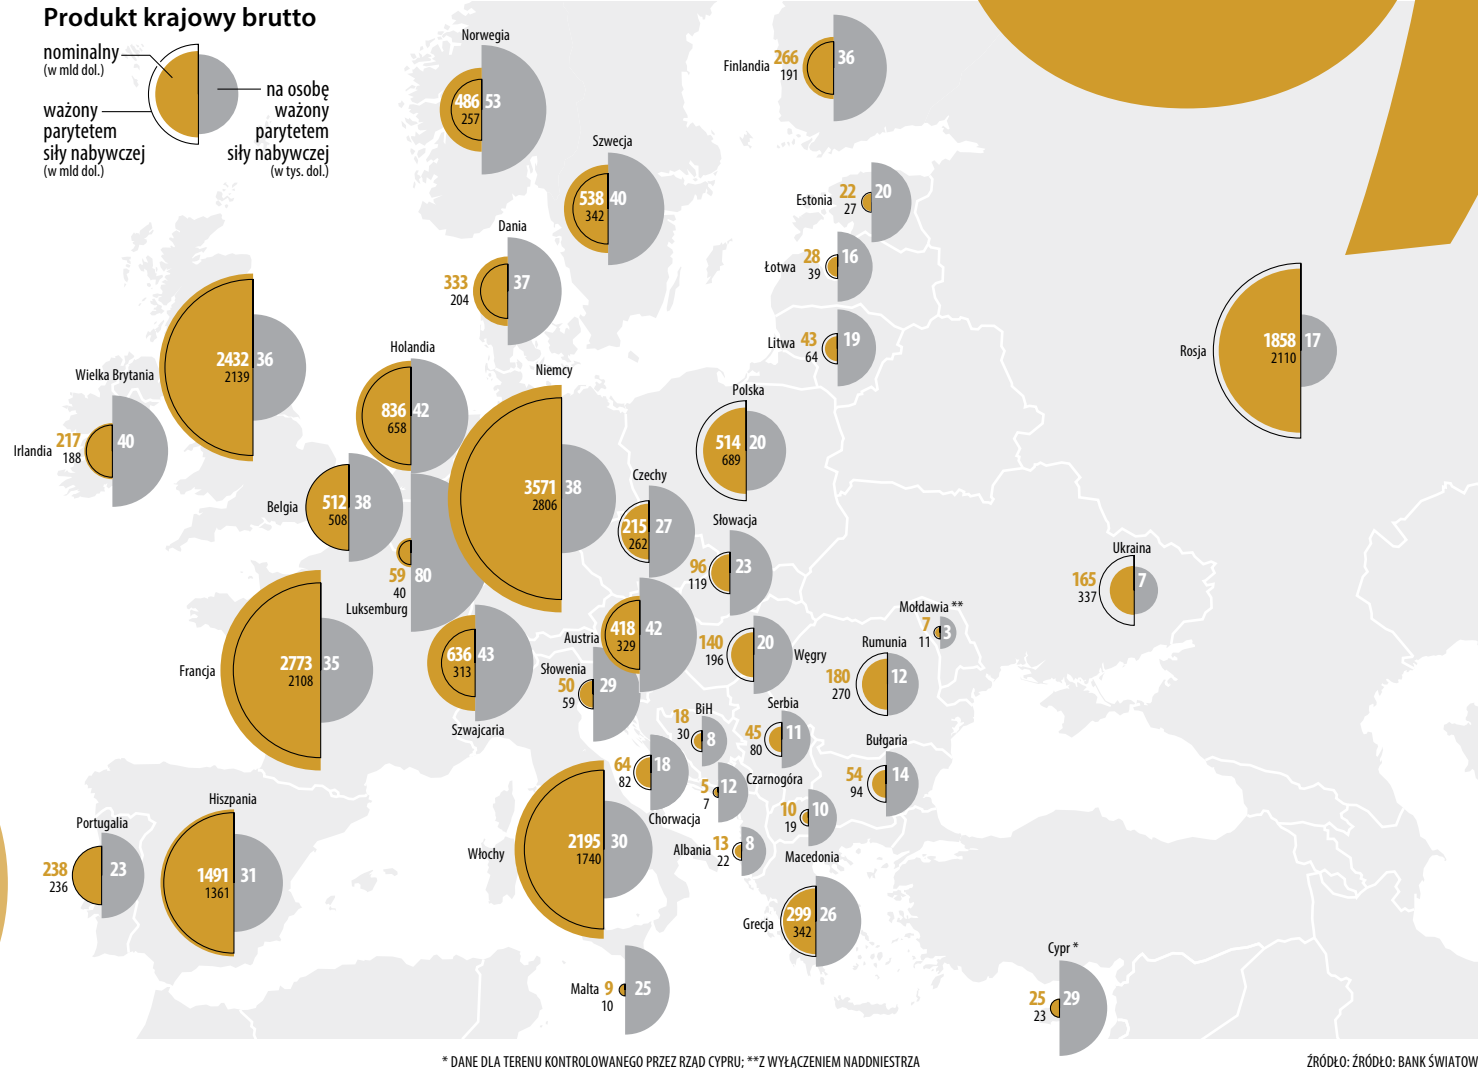 Produkt krajowy brutto
nominalny
(w mld dol.)
ważony
parytetem
siły nabywczej
(w mld dol.)
na osobę
ważony
parytetem
siły nabywczej
(w tys. dol.)
Norwegia
486 53
257
Finlandia
266 36
191
Szwecja
538 40
342
Estonia
22 20
27
Dania
333 37
204
Łotwa
28 16
39
Litwa
43 19
64
Rosja
1858 17
2110
Wielka Brytania
2432 36
2139
Holandia
836 42
658
Niemcy
3571 38
2806
Polska
514 20
689
Irlandia
217 40
188
Belgia
512 38
508
Czechy
215 27
262
Słowacja
96 23
119
Luksemburg
59 80
40
Ukraina
165 7
337
Mołdawia **
7 3
11
Francja
2773 35
2108
Szwajcaria
636 43
313
Austria
418 42
329
Słowenia
50 29
59
Węgry
140 20
196
Rumunia
180 12
270
BiH
18 8
30
Serbia
45 11
80
Bułgaria
54 14
94
Chorwacja
64 18
82
Czarnogóra
5 12
7
Macedonia
10 10
19
Albania
13 8
22
Portugalia
238 23
236
Hiszpania
1491 31
1361
Włochy
2195 30
1740
Grecja
299 26
342
Malta
9 25
10
Cypr *
25 29
23
* DANE DLA TERENU KONTROLOWANEGO PRZEZ RZĄD CYPRU; **Z WYŁĄCZENIEM NADDNIESTRZA
ŹRÓDŁO: ŹRÓDŁO: BANK ŚWIATOW